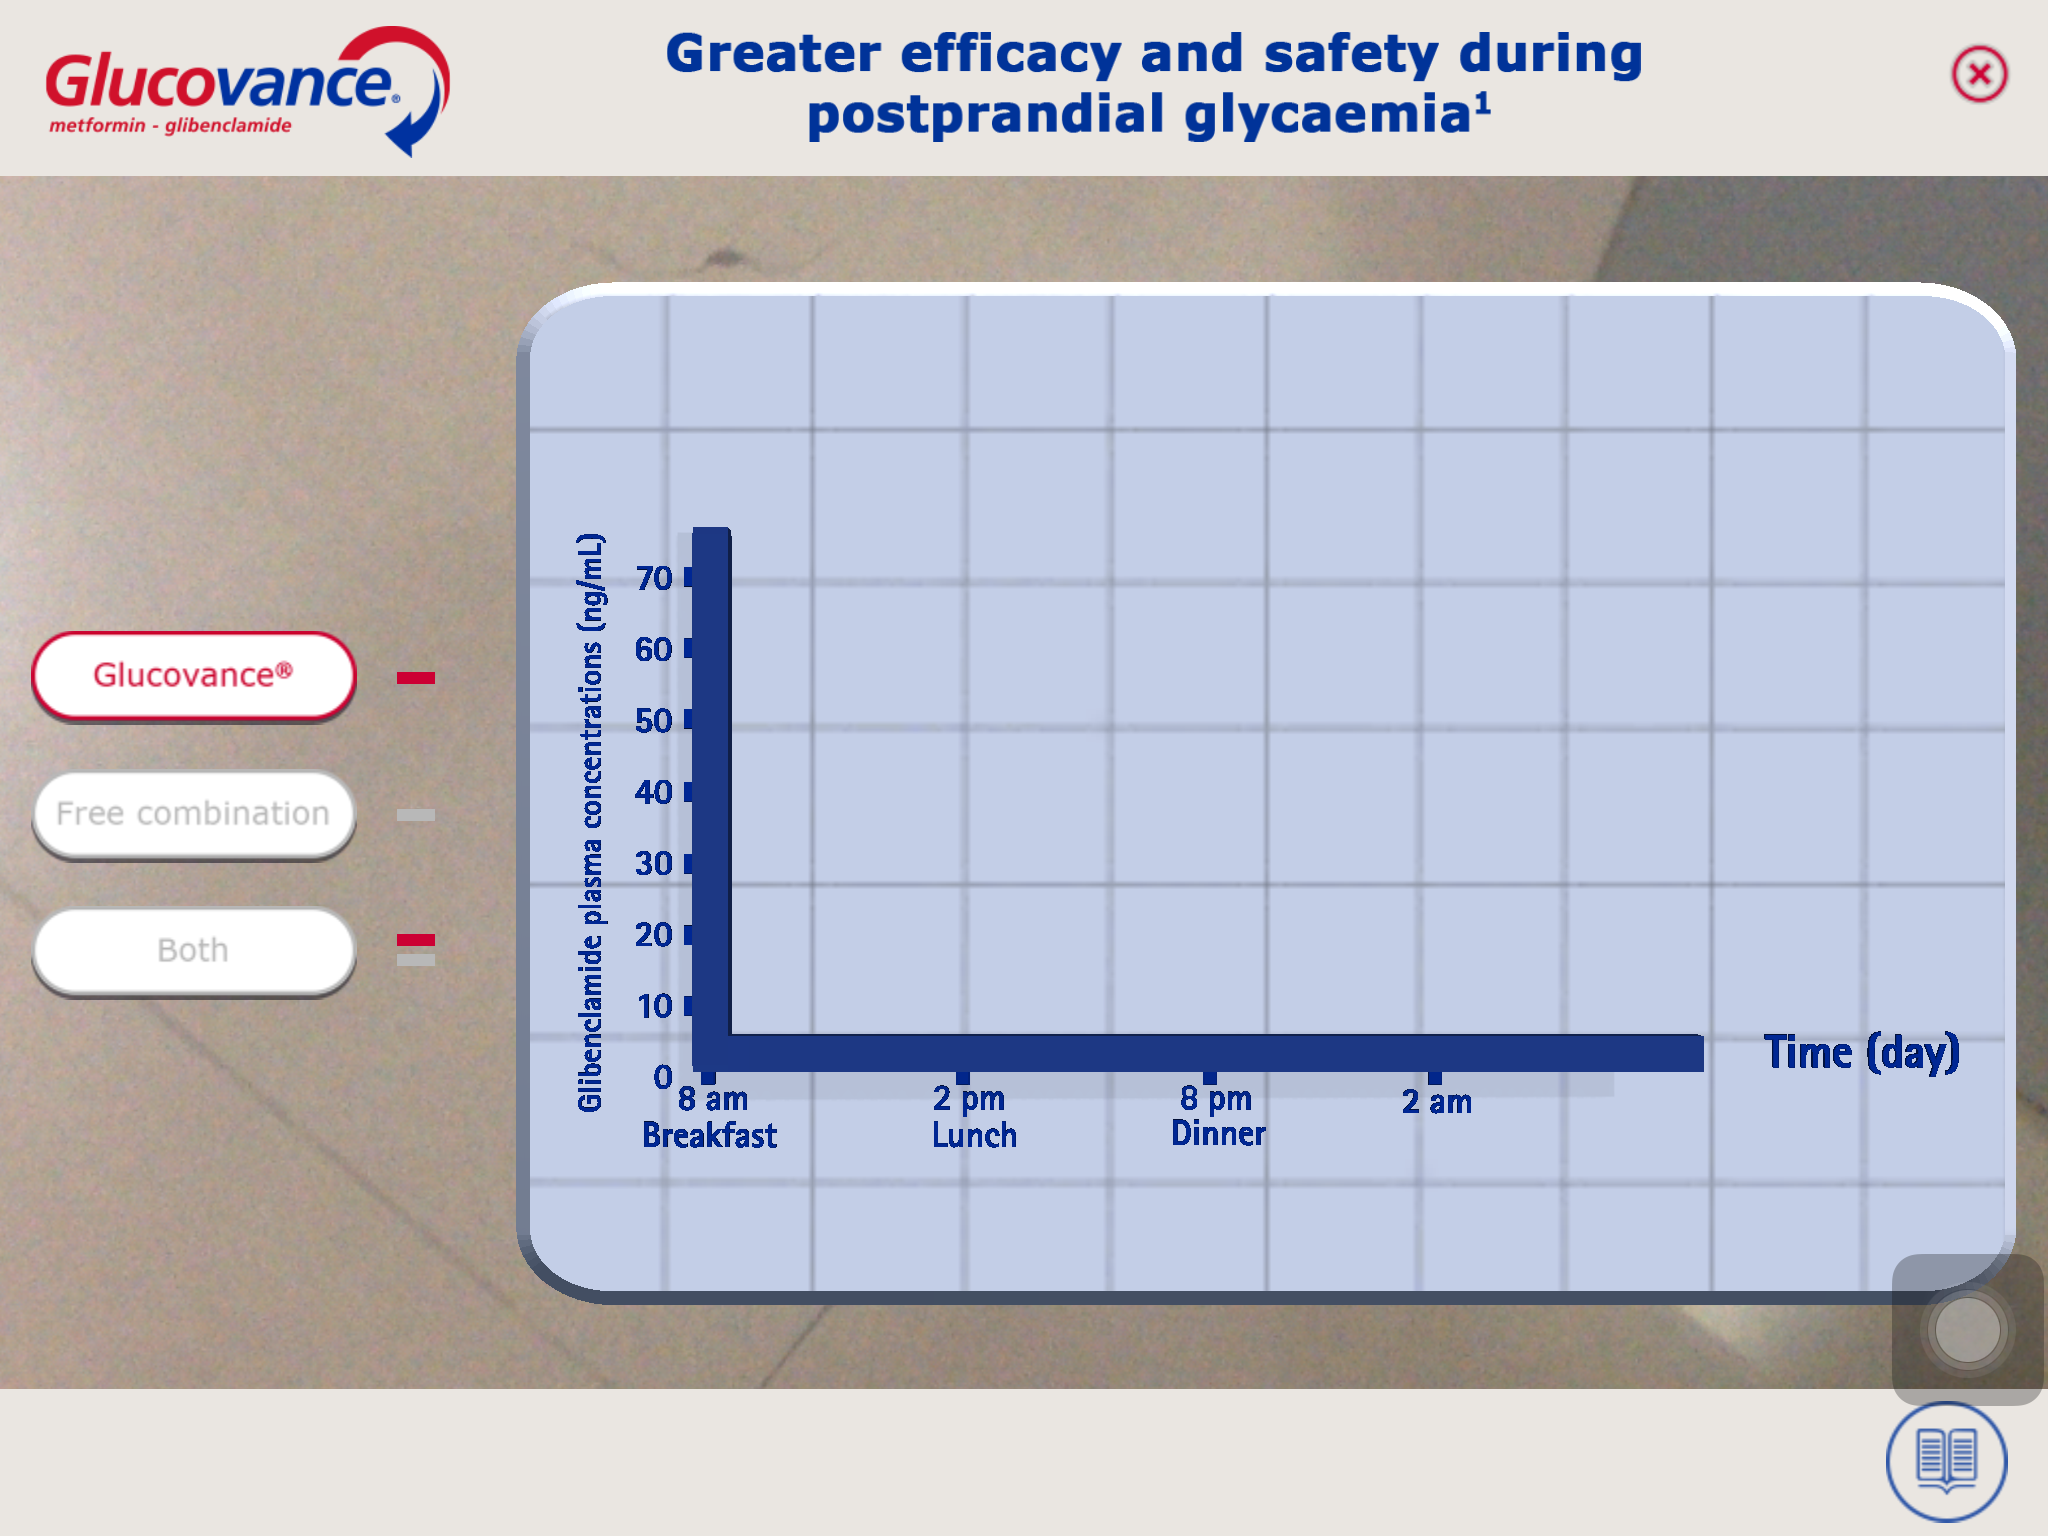 Glucovance®
metformin - glibenclamide
Greater efficacy and safety during
postprandial glycaemia¹
Glucovance®
Free combination
Both
Glibenclamide plasma concentrations (ng/mL)
70
60
50
40
30
20
10
0
8 am
Breakfast
2 pm
Lunch
8 pm
Dinner
2 am
Time (day)